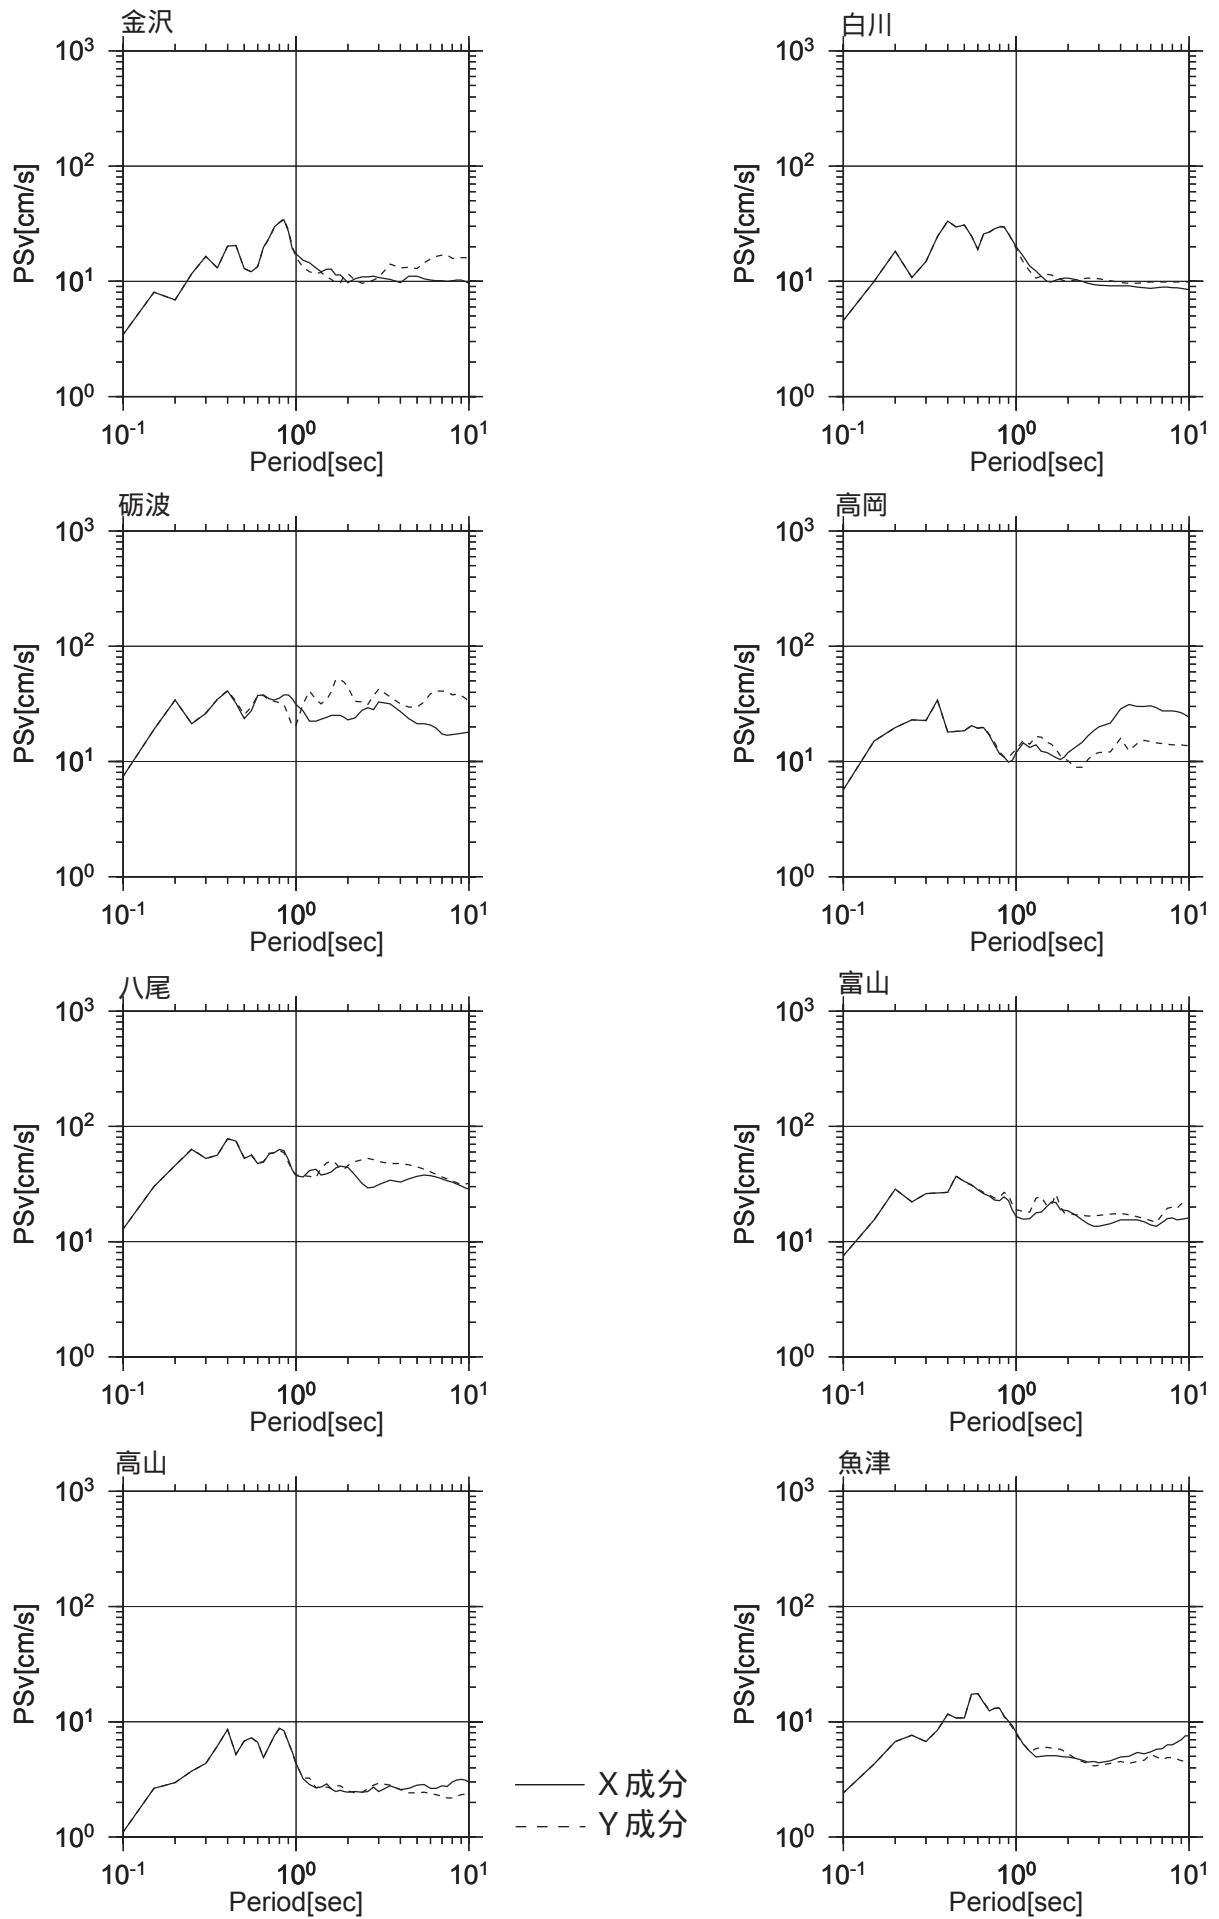 金沢
10³
10²
10¹
10⁰
PSv[cm/s]
10⁻¹ 10⁰ 10¹
Period[sec]
白川
10³
10²
10¹
10⁰
PSv[cm/s]
10⁻¹ 10⁰ 10¹
Period[sec]
砺波
10³
10²
10¹
10⁰
PSv[cm/s]
10⁻¹ 10⁰ 10¹
Period[sec]
高岡
10³
10²
10¹
10⁰
PSv[cm/s]
10⁻¹ 10⁰ 10¹
Period[sec]
八尾
10³
10²
10¹
10⁰
PSv[cm/s]
10⁻¹ 10⁰ 10¹
Period[sec]
富山
10³
10²
10¹
10⁰
PSv[cm/s]
10⁻¹ 10⁰ 10¹
Period[sec]
高山
10³
10²
10¹
10⁰
PSv[cm/s]
10⁻¹ 10⁰ 10¹
Period[sec]
X 成分
Y 成分
魚津
10³
10²
10¹
10⁰
PSv[cm/s]
10⁻¹ 10⁰ 10¹
Period[sec]